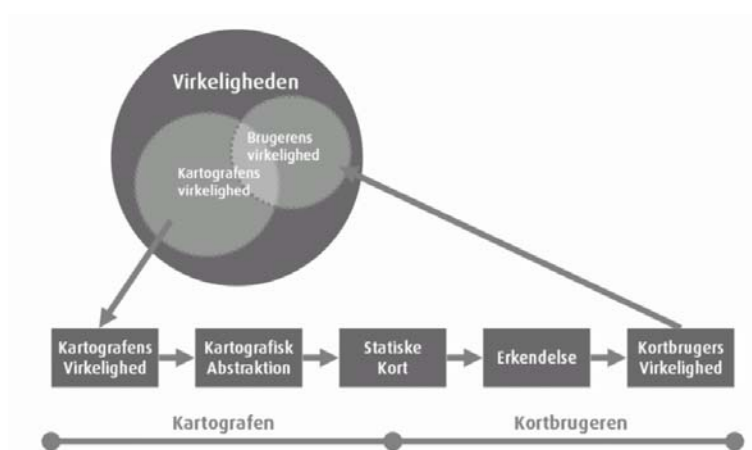 Virkeligheden
Brugerens
virkelighed
Kartografens
virkelighed
Kartografens
Virkelighed
Kartografisk
Abstraktion
Statiske
Kort
Erkendelse
Kortbrugers
Virkelighed
Kartografen
Kortbrugeren